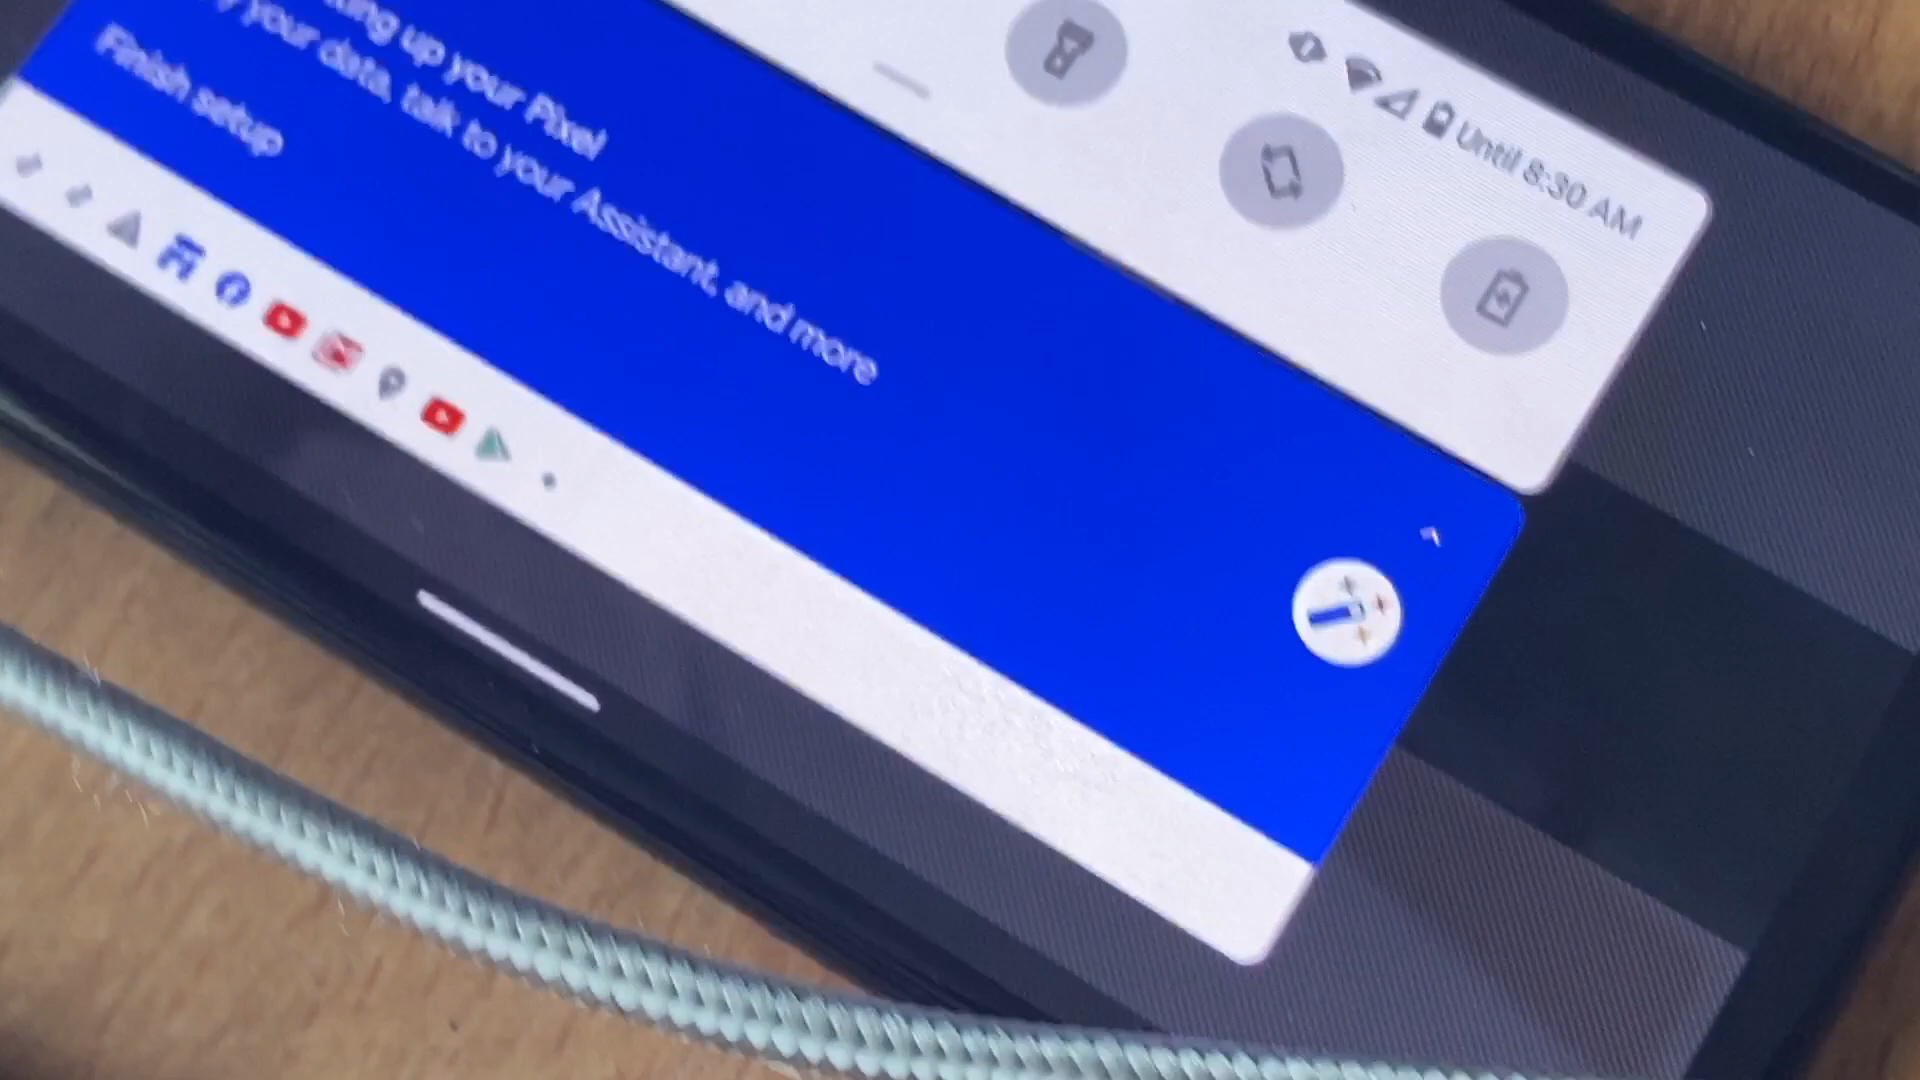 Until 8:30 AM
up your Pixel
your data, talk to your Assistant, and more
Finish setup